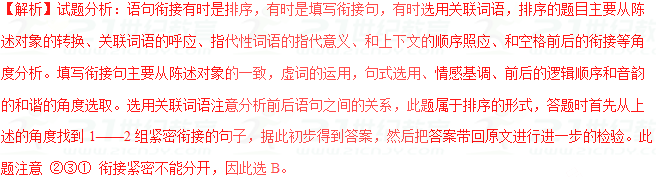 【解析】试题分析：语句衔接有时是排序，有时是填写衔接句，有时选用关联词语，排序的题目主要从陈
述对象的转换、关联词语的呼应、指代性词语的指代意义、和上下文的顺序照应、和空格前后的衔接等角
度分析。填写衔接句主要从陈述对象的一致，虚词的运用，句式选用、情感基调、前后的逻辑顺序和音韵
的和谐的角度选取。选用关联词语注意分析前后语句之间的关系，此题属于排序的形式，答题时首先从上
述的角度找到 1——2 组紧密衔接的句子，据此初步得到答案，然后把答案带回原文进行进一步的检验。此
题注意 ②③① 衔接紧密不能分开，因此选 B。